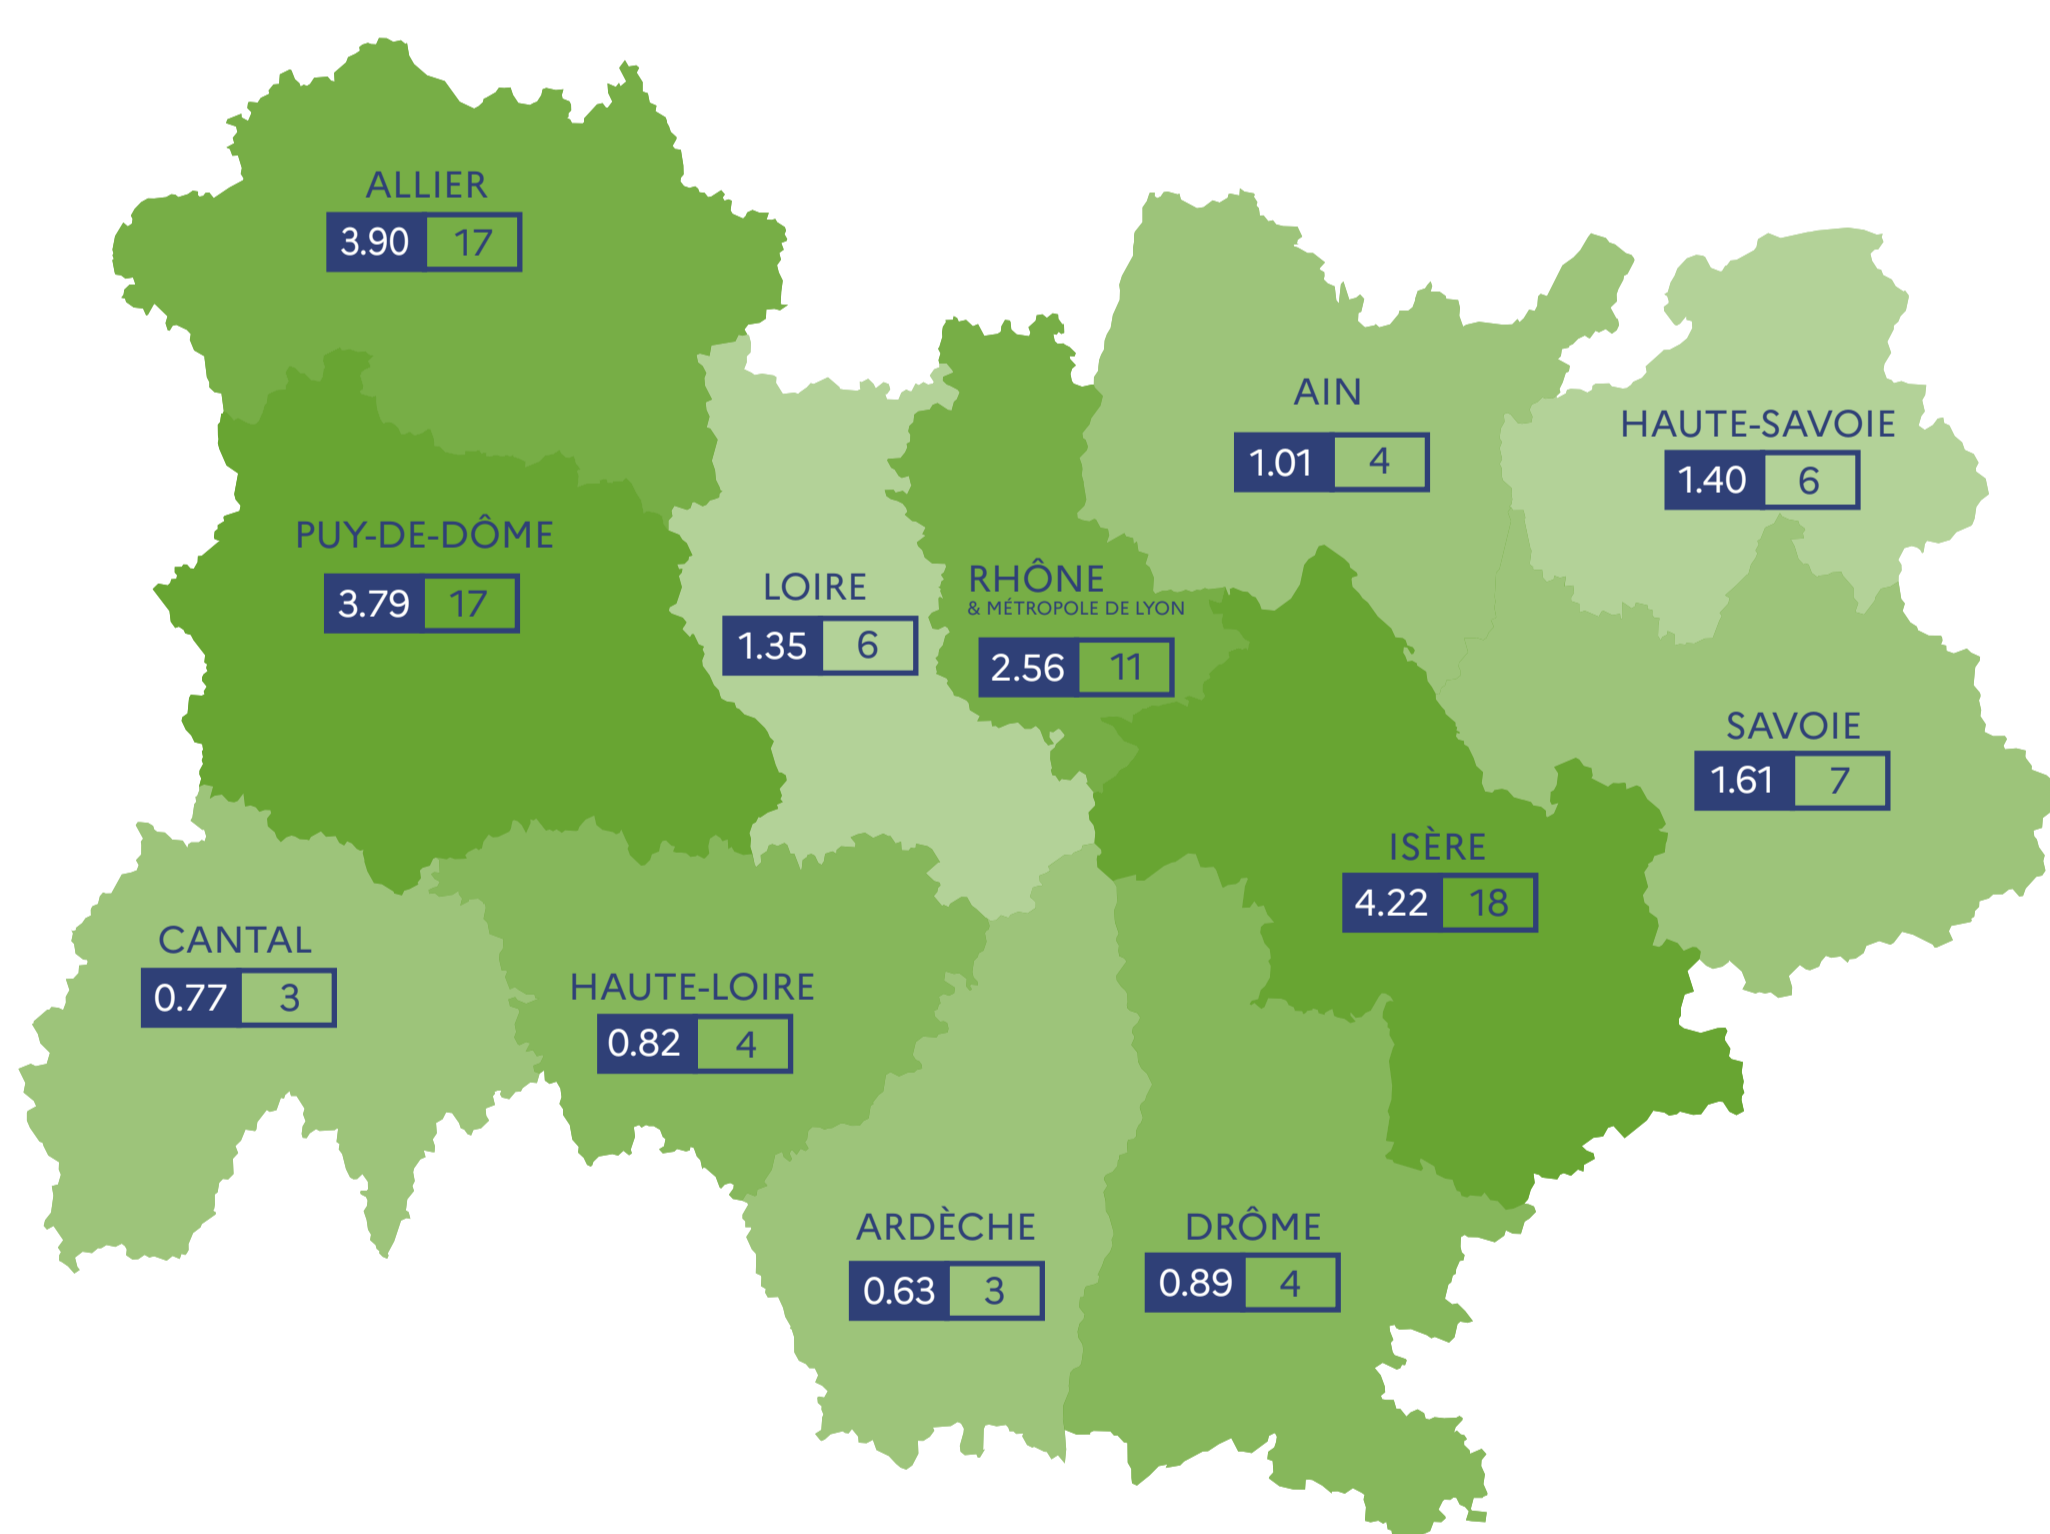 ALLIER
3.90 17
AIN
1.01 4
HAUTE-SAVOIE
1.40 6
PUY-DE-DÔME
3.79 17
LOIRE
1.35 6
RHÔNE
& MÉTROPOLE DE LYON
2.56 11
SAVOIE
1.61 7
ISÈRE
4.22 18
CANTAL
0.77 3
HAUTE-LOIRE
0.82 4
ARDÈCHE
0.63 3
DRÔME
0.89 4